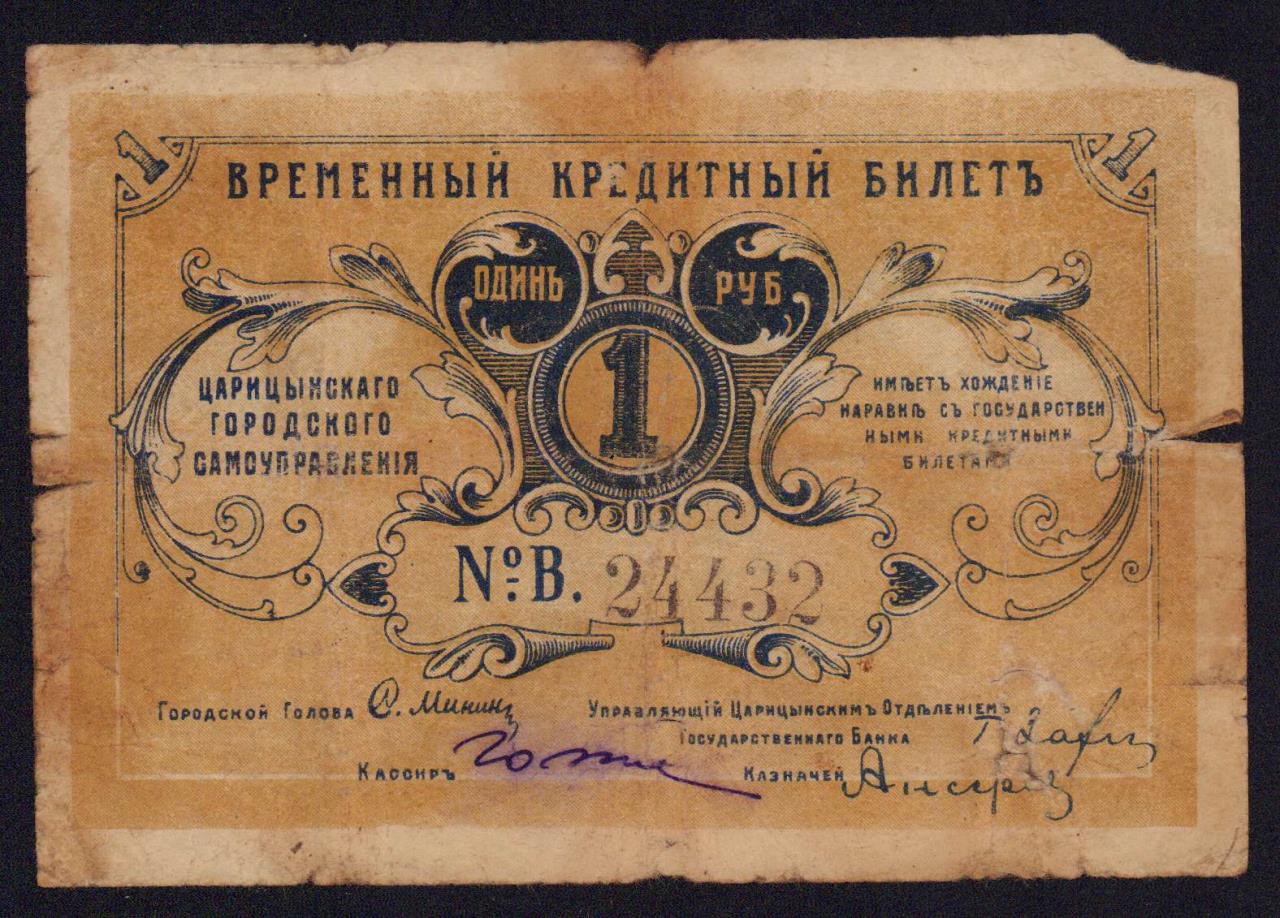 1 1
ВРЕМЕННЫЙ КРЕДИТНЫЙ БИЛЕТЪ
ОДИНЪ РУБ
1
ЦАРИЦЫНСКАГО
ГОРОДСКОГО
САМОУПРАВЛЕНІЯ
ИМѢЕТЪ ХОЖДЕНІЕ
НАРАВНѢ СЪ ГОСУДАРСТВЕН
НЫМИ КРЕДИТНЫМИ
БИЛЕТАМИ
№ В. 24432
ГОРОДСКОЙ ГОЛОВА С. Мининъ
УПРАВЛЯЮЩІЙ ЦАРИЦЫНСКИМЪ ОТДѢЛЕНІЕМЪ
ГОСУДАРСТВЕННАГО БАНКА
КАССИРЪ
КАЗНАЧЕЙ